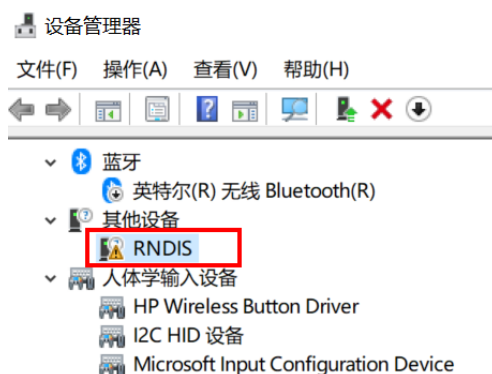 设备管理器
文件(F) 操作(A) 查看(V) 帮助(H)
蓝牙
英特尔(R) 无线 Bluetooth(R)
其他设备
RNDIS
人体学输入设备
HP Wireless Button Driver
I2C HID 设备
Microsoft Input Configuration Device